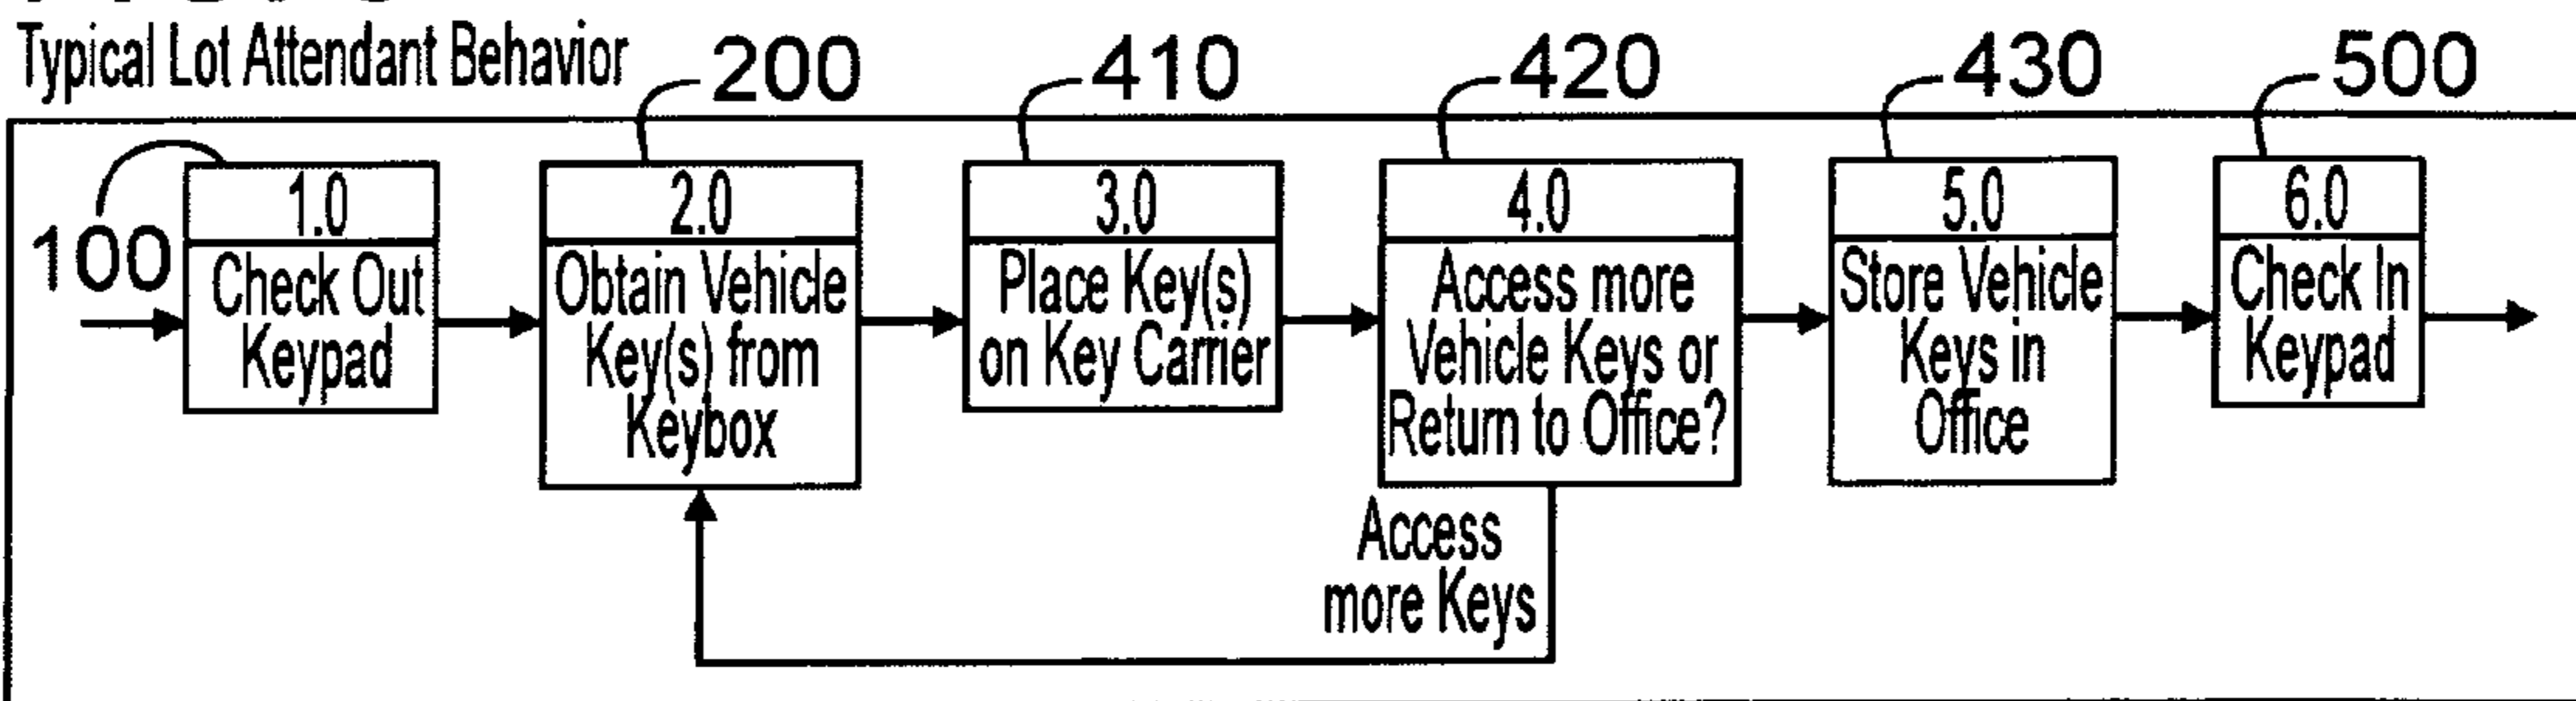 Typical Lot Attendant Behavior
200
410
420
430
500
100
1.0
Check Out
Keypad
2.0
Obtain Vehicle
Key(s) from
Keybox
3.0
Place Key(s)
on Key Carrier
4.0
Access more
Vehicle Keys or
Return to Office?
5.0
Store Vehicle
Keys in
Office
6.0
Check In
Keypad
Access
more Keys